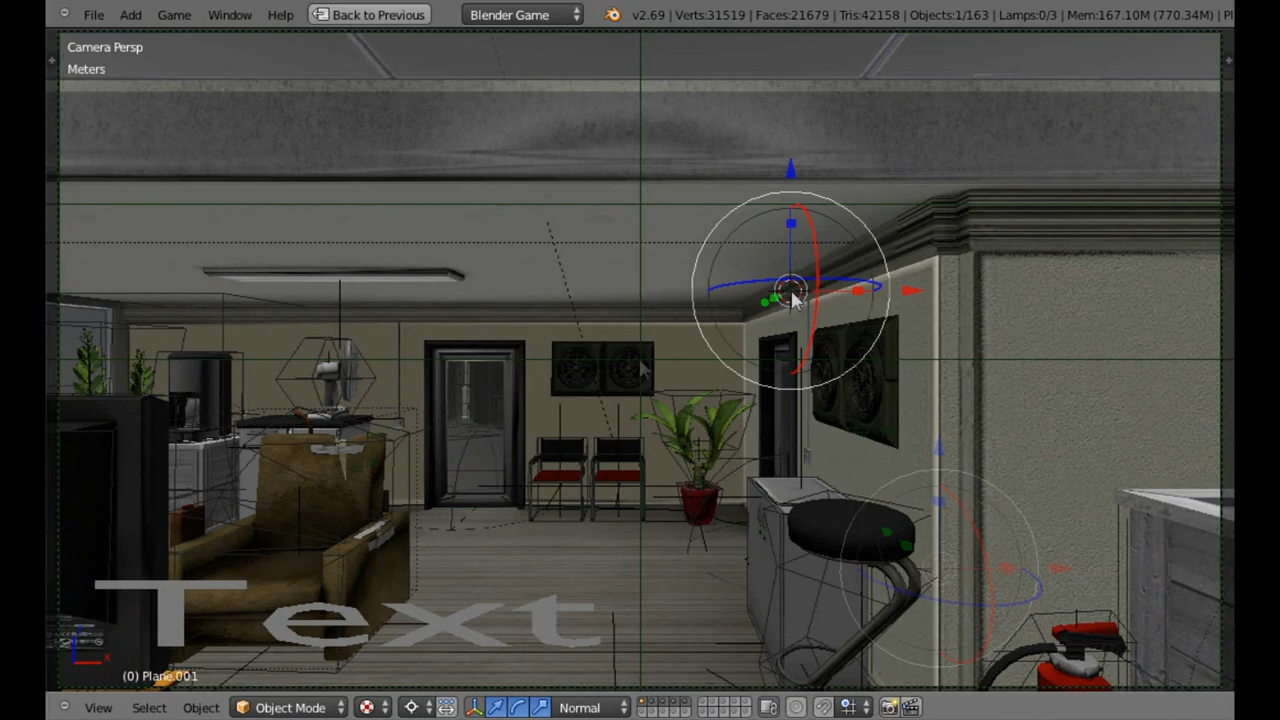 File Add Game Window Help Back to Previous Blender Game v2.69 | Verts:31519 | Faces:21679 | Tris:42158 | Objects:1/163 | Lamps:0/3 | Mem:167.10M (770.34M) | Pl
Camera Persp
Meters
Text
(0) Plane.001
View Select Object Object Mode Normal